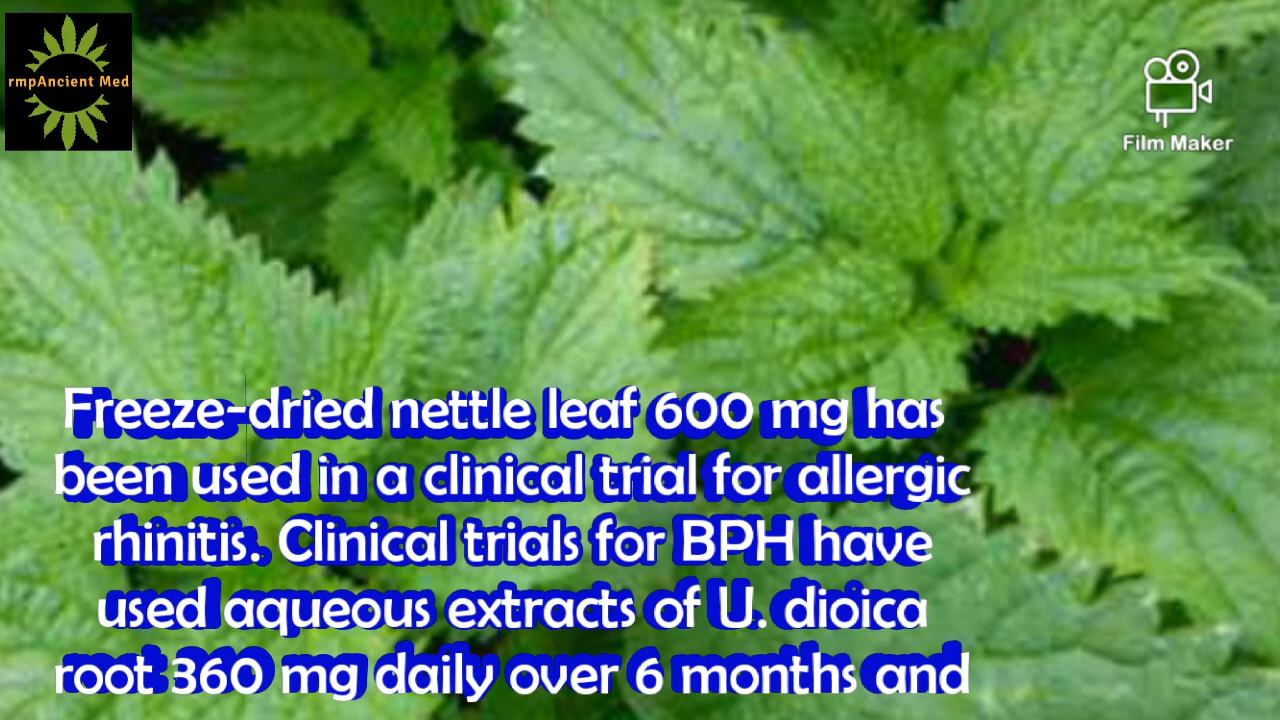 rmpAncient Med
Film Maker
Freeze-dried nettle leaf 600 mg has
been used in a clinical trial for allergic
rhinitis. Clinical trials for BPH have
used aqueous extracts of U. dioica
root 360 mg daily over 6 months and